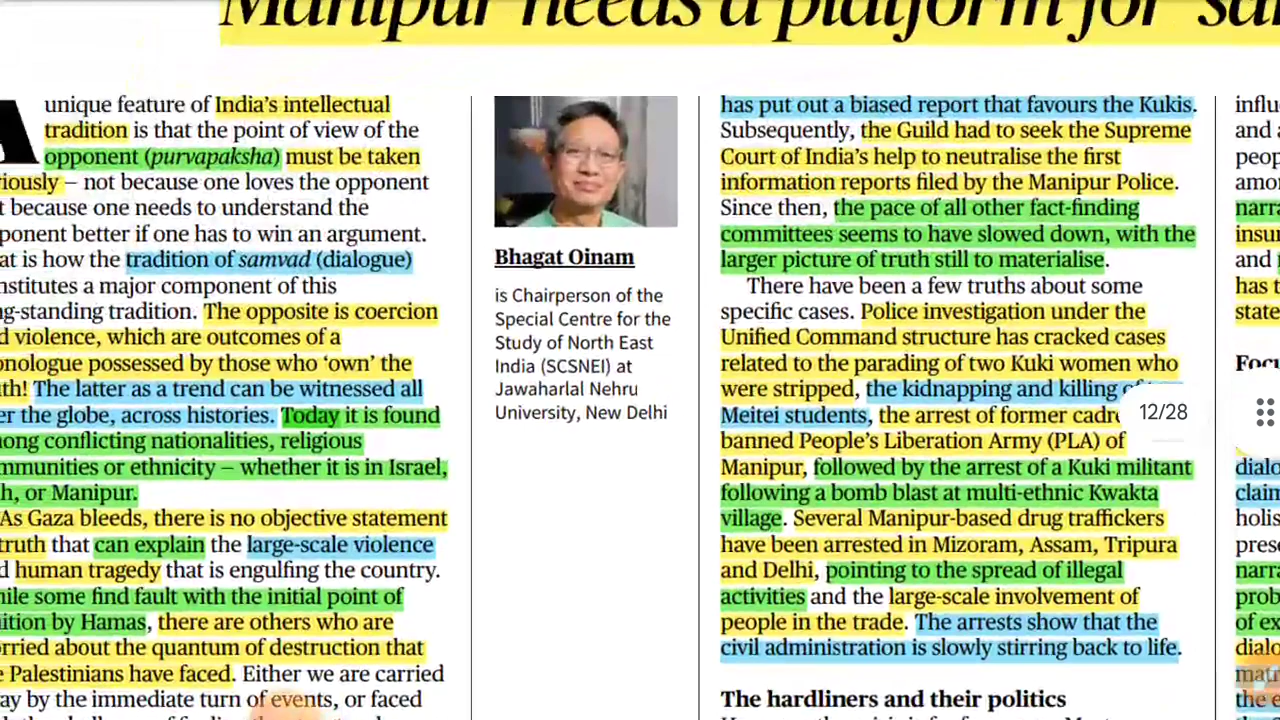 Manipur needs a platform for
unique feature of India's intellectual
tradition is that the point of view of the
opponent (purvapaksha) must be taken
– not because one loves the opponent
because one needs to understand the
better if one has to win an argument.
is how the tradition of samvad (dialogue)
a major component of this
tradition. The opposite is coercion
violence, which are outcomes of a
possessed by those who 'own' the
The latter as a trend can be witnessed all
the globe, across histories. Today it is found
conflicting nationalities, religious
or ethnicity – whether it is in Israel,
or Manipur.
As Gaza bleeds, there is no objective statement
truth that can explain the large-scale violence
human tragedy that is engulfing the country.
some find fault with the initial point of
by Hamas, there are others who are
about the quantum of destruction that
Palestinians have faced. Either we are carried
by the immediate turn of events, or faced
Bhagat Oinam
is Chairperson of the
Special Centre for the
Study of North East
India (SCSNEI) at
Jawaharlal Nehru
University, New Delhi
has put out a biased report that favours the Kukis.
Subsequently, the Guild had to seek the Supreme
Court of India's help to neutralise the first
information reports filed by the Manipur Police.
Since then, the pace of all other fact-finding
committees seems to have slowed down, with the
larger picture of truth still to materialise.
There have been a few truths about some
specific cases. Police investigation under the
Unified Command structure has cracked cases
related to the parading of two Kuki women who
were stripped, the kidnapping and killing
Meitei students, the arrest of former
banned People's Liberation Army (PLA) of
Manipur, followed by the arrest of a Kuki militant
following a bomb blast at multi-ethnic Kwakta
village. Several Manipur-based drug traffickers
have been arrested in Mizoram, Assam, Tripura
and Delhi, pointing to the spread of illegal
activities and the large-scale involvement of
people in the trade. The arrests show that the
civil administration is slowly stirring back to life.
The hardliners and their politics
12/28
and
has